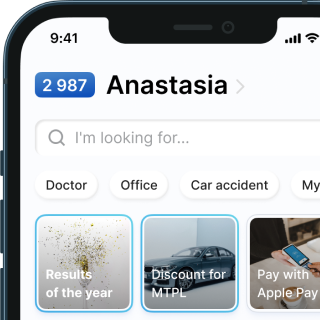 9:41
2 987 Anastasia
I'm looking for...
Doctor Office Car accident My
Results
of the year
Discount for
MTPL
Pay with
Apple Pay